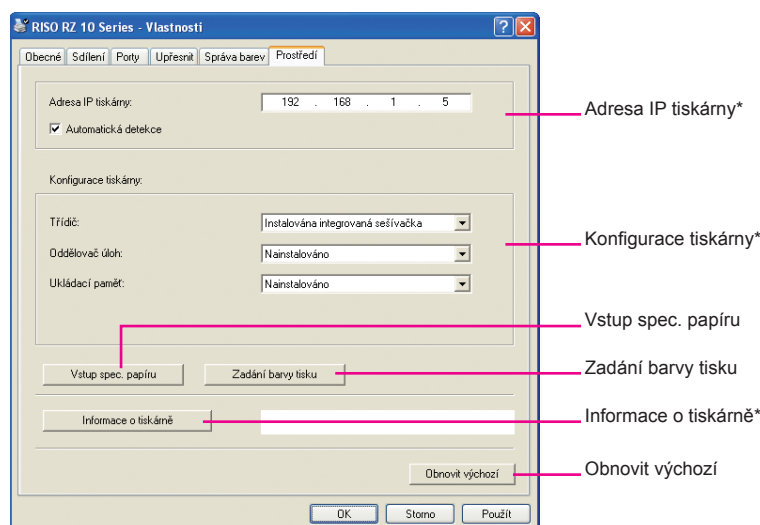 RISO RZ 10 Series - Vlastnosti
Obecné Sdílení Porty Upřesnit Správa barev Prostředí
Adresa IP tiskárny: 192 . 168 . 1 . 5
Adresa IP tiskárny*
Automatická detekce
Konfigurace tiskárny:
Třídič: Instalována integrovaná sešívačka
Konfigurace tiskárny*
Oddělovač úloh: Nainstalováno
Ukládací paměť: Nainstalováno
Vstup spec. papíru
Vstup spec. papíru Zadání barvy tisku
Zadání barvy tisku
Informace o tiskárně
Informace o tiskárně*
Obnovit výchozí
Obnovit výchozí
OK Storno Použít